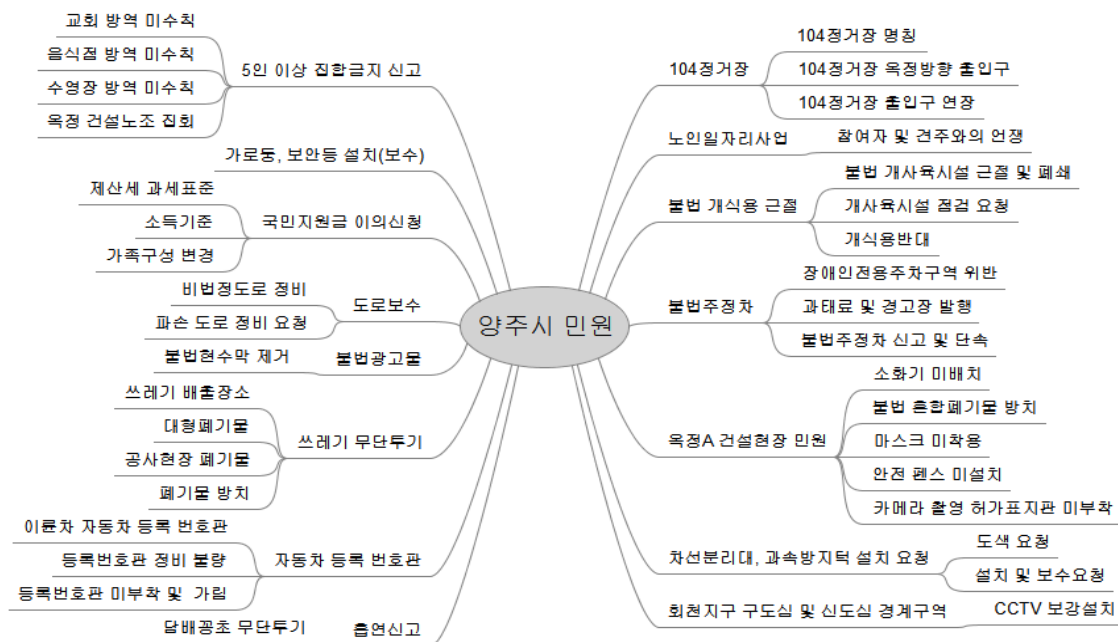 양주시 민원
5인 이상 집합금지 신고
교회 방역 미수칙
음식점 방역 미수칙
수영장 방역 미수칙
옥정 건설노조 집회
가로등, 보안등 설치(보수)
국민지원금 이의신청
제산세 과세표준
소득기준
가족구성 변경
도로보수
비법정도로 정비
파손 도로 정비 요청
불법광고물
불법현수막 제거
쓰레기 무단투기
쓰레기 배출장소
대형폐기물
공사현장 폐기물
폐기물 방치
자동차 등록 번호판
이륜차 자동차 등록 번호판
등록번호판 정비 불량
등록번호판 미부착 및 가림
흡연신고
담배꽁초 무단투기
104정거장
104정거장 명칭
104정거장 옥정방향 출입구
104정거장 출입구 연장
노인일자리사업
참여자 및 견주와의 언쟁
불법 개식용 근절
불법 개사육시설 근절 및 폐쇄
개사육시설 점검 요청
개식용반대
불법주정차
장애인전용주차구역 위반
과태료 및 경고장 발행
불법주정차 신고 및 단속
옥정A 건설현장 민원
소화기 미배치
불법 혼합폐기물 방치
마스크 미착용
안전 펜스 미설치
카메라 촬영 허가표지판 미부착
차선분리대, 과속방지턱 설치 요청
도색 요청
설치 및 보수요청
회천지구 구도심 및 신도심 경계구역
CCTV 보강설치